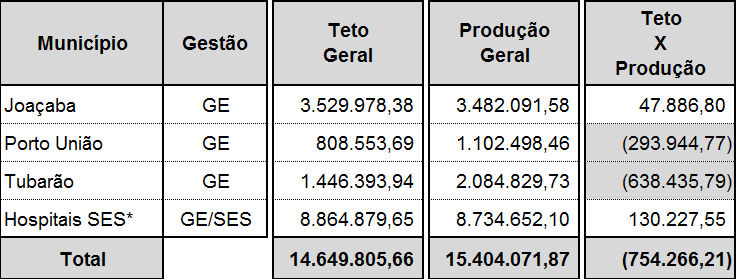 Município Gestão Teto Geral Produção Geral Teto X Produção
Joaçaba GE 3.529.978,38 3.482.091,58 47.886,80
Porto União GE 808.553,69 1.102.498,46 (293.944,77)
Tubarão GE 1.446.393,94 2.084.829,73 (638.435,79)
Hospitais SES* GE/SES 8.864.879,65 8.734.652,10 130.227,55
Total 14.649.805,66 15.404.071,87 (754.266,21)